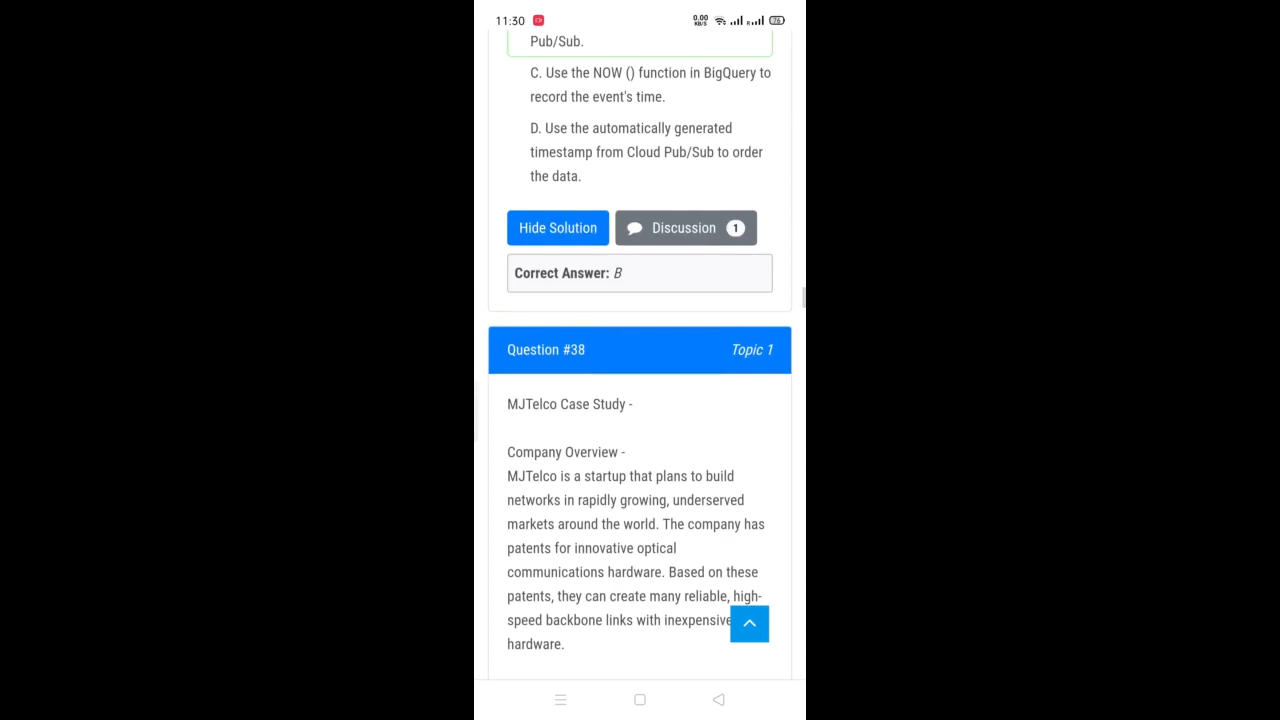 11:30
0.00 KB/S
R
76
Pub/Sub.
C. Use the NOW () function in BigQuery to
record the event's time.
D. Use the automatically generated
timestamp from Cloud Pub/Sub to order
the data.
Hide Solution
Discussion 1
Correct Answer: B
Question #38
Topic 1
MJTelco Case Study -
Company Overview -
MJTelco is a startup that plans to build
networks in rapidly growing, underserved
markets around the world. The company has
patents for innovative optical
communications hardware. Based on these
patents, they can create many reliable, high-
speed backbone links with inexpensive
hardware.